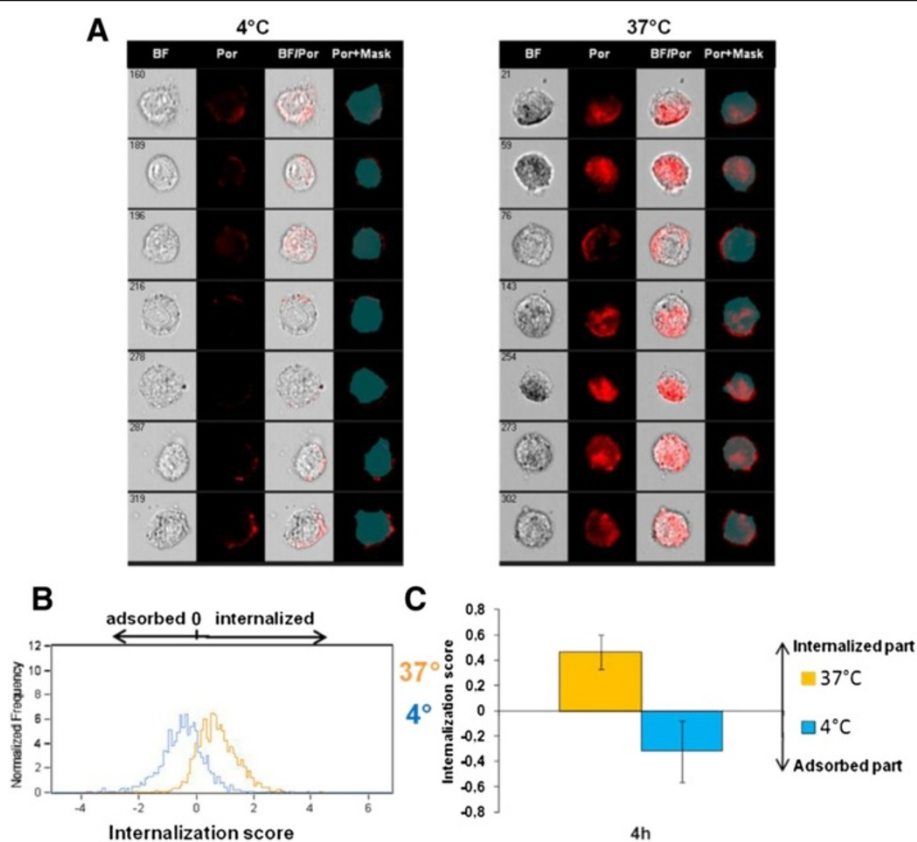 A
4°C
37°C
BF Por BF/Por Por+Mask
BF Por BF/Por Por+Mask
160
189
196
216
278
287
319
21
59
76
143
254
273
302
B
adsorbed 0 internalized
12
10
8
6
4
2
0
Normalized Frequency
-4 -2 0 2 4 6
Internalization score
37°
4°
C
0.8
0.6
0.4
0.2
0
-0.2
-0.4
-0.6
-0.8
Internalization score
4h
Internalized part
37°C
4°C
Adsorbed part